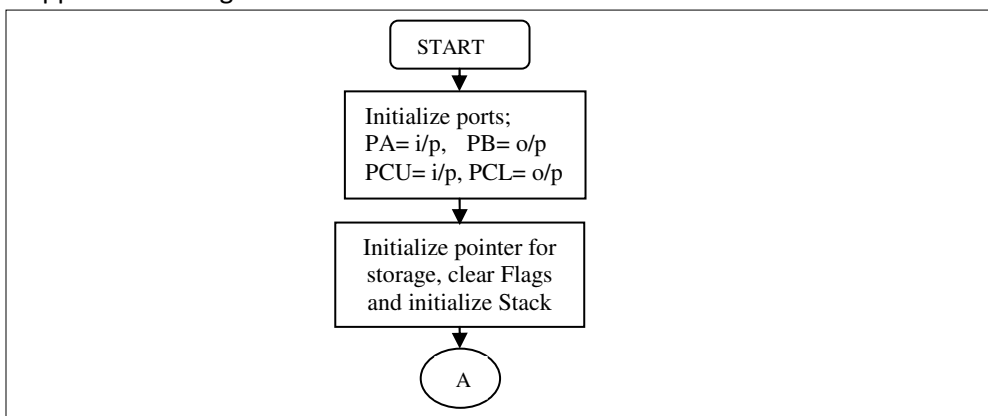 START
Initialize ports;
PA= i/p, PB= o/p
PCU= i/p, PCL= o/p
Initialize pointer for
storage, clear Flags
and initialize Stack
A